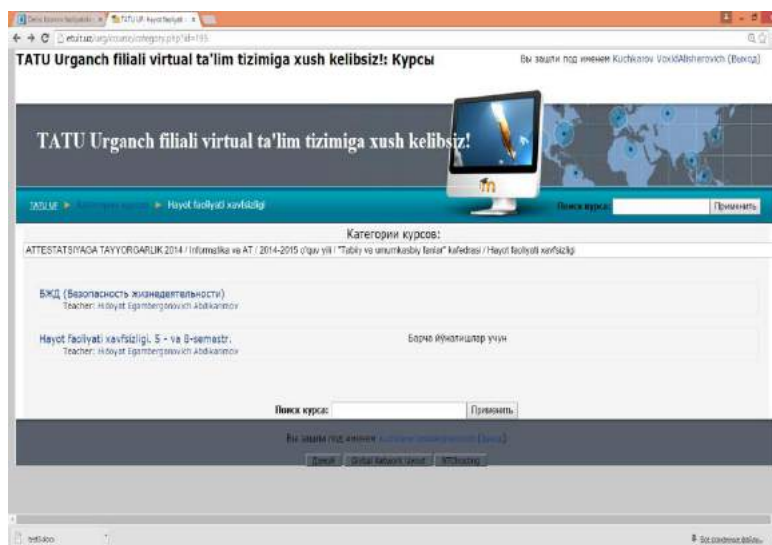 TATU Urganch filiali virtual ta'lim tizimiga xush kelibsiz!: Курсы
Вы зашли под именем Kuchkarov VoxidAlisherovich (Выход)
TATU Urganch filiali virtual ta'lim tizimiga xush kelibsiz!
TATU UF ► ► Hayot faoliyati xavfsizligi
Поиск курса:
Применить
Категории курсов:
ATTESTATSIYAGA TAYYORGARLIK 2014 / Informatika va AT / 2014-2015 o'quv yili / "Tabiiy va umumkasbiy fanlar" kafedrasi / Hayot faoliyati xavfsizligi
БЖД (Безопасность жизнедеятельности)
Teacher: Hidoyat Egamberganovich Abdikarimov
Hayot faoliyati xavfsizligi. 5 - va 8-semestr.
Барча йўналишлар учун
Teacher: Hidoyat Egamberganovich Abdikarimov
Поиск курса:
Применить
Вы зашли под именем
Все скачанные файлы...